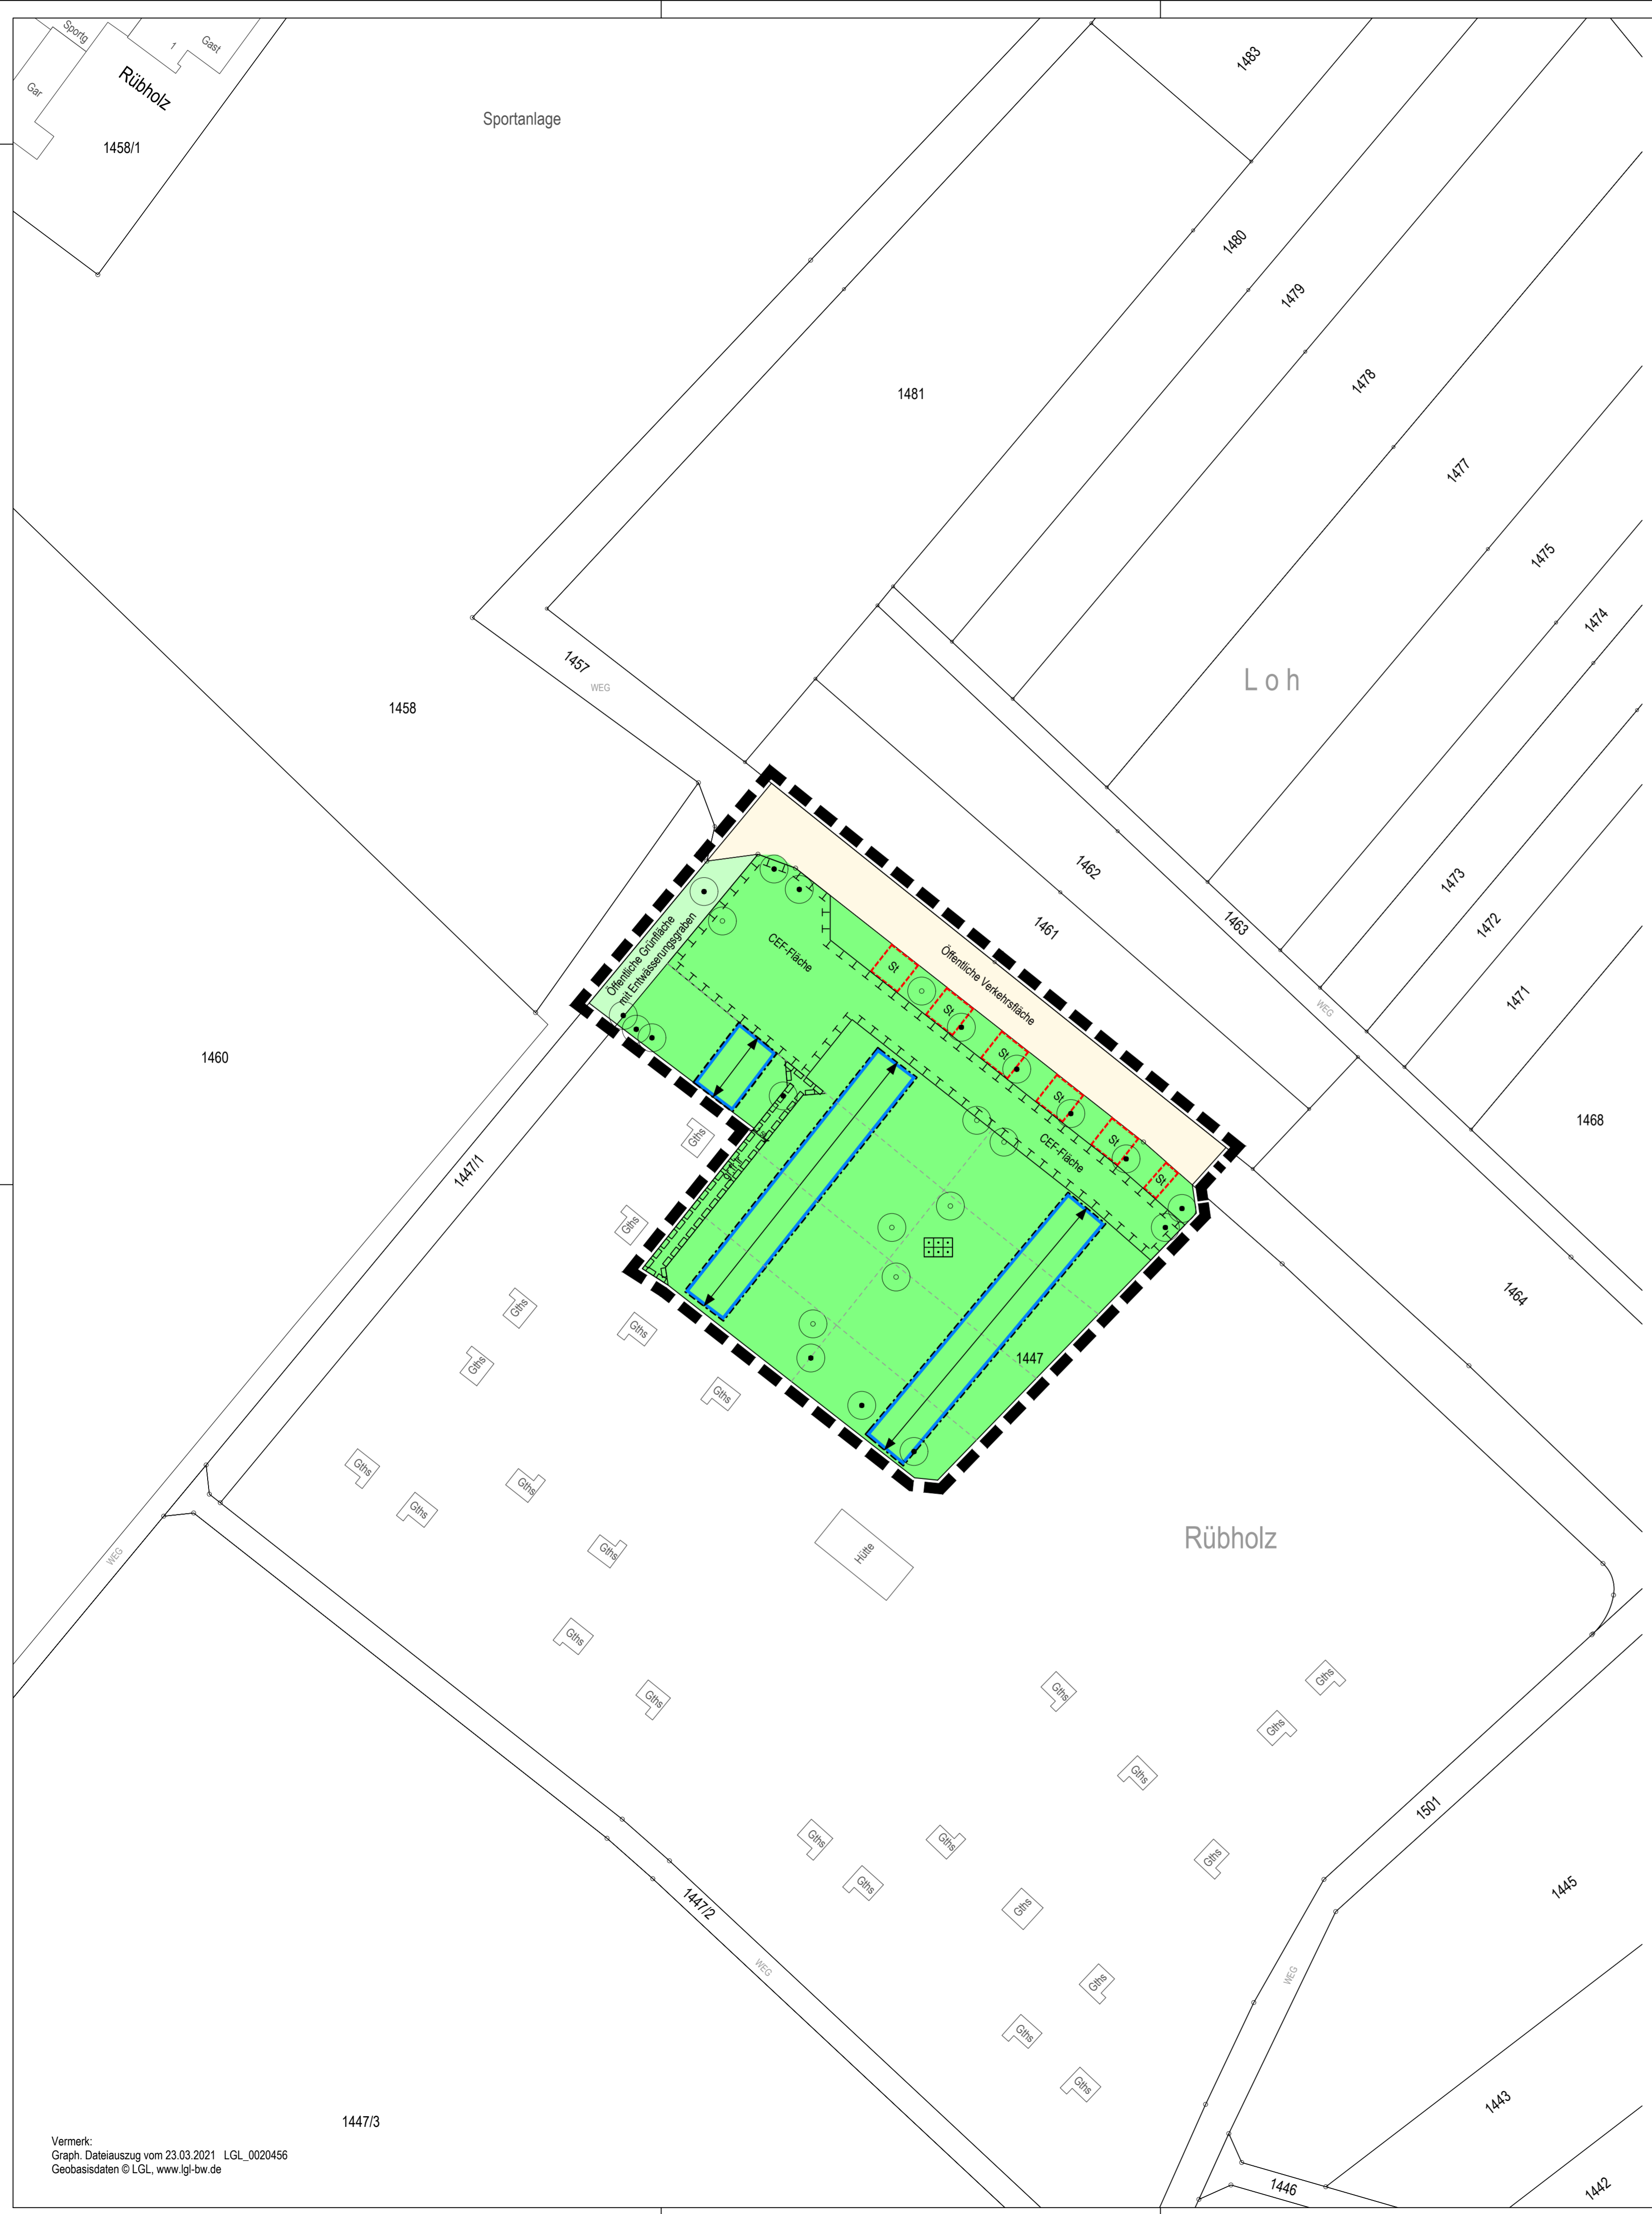 Sportg
1
Gast
Gar
Rübholz
1458/1
Sportanlage
1483
1480
1479
1478
1481
1477
1475
1474
1457
WEG
Loh
1458
1462
1473
1461
1463
1472
1471
WEG
Öffentliche Grünfläche
mit Entwässerungsgraben
CEF-Fläche
Öffentliche Verkehrsfläche
St
St
St
St
St
St
CEF-Fläche
1460
1447/1
1468
Gths
Gths
Gths
Gths
Gths
Gths
1464
1447
Gths
Gths
Gths
Gths
Hütte
Rübholz
WEG
Gths
Gths
Gths
Gths
Gths
Gths
Gths
1501
Gths
Gths
Gths
Gths
1445
1447/2
Gths
WEG
Gths
WEG
Gths
Gths
1443
1447/3
1446
1442
Vermerk:
Graph. Dateiauszug vom 23.03.2021 LGL_0020456
Geobasisdaten © LGL, www.lgl-bw.de